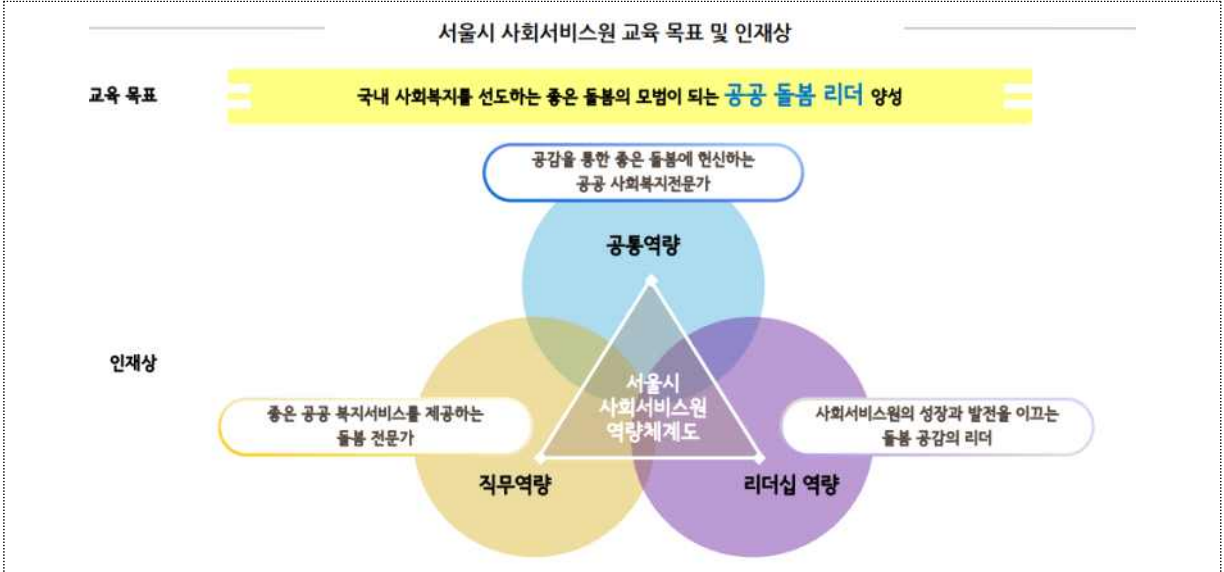 서울시 사회서비스원 교육 목표 및 인재상
교육 목표
국내 사회복지를 선도하는 좋은 돌봄의 모범이 되는 공공 돌봄 리더 양성
공감을 통한 좋은 돌봄에 헌신하는
공공 사회복지전문가
공통역량
인재상
서울시
사회서비스원
역량체계도
좋은 공공 복지서비스를 제공하는
돌봄 전문가
사회서비스원의 성장과 발전을 이끄는
돌봄 공감의 리더
직무역량
리더십 역량